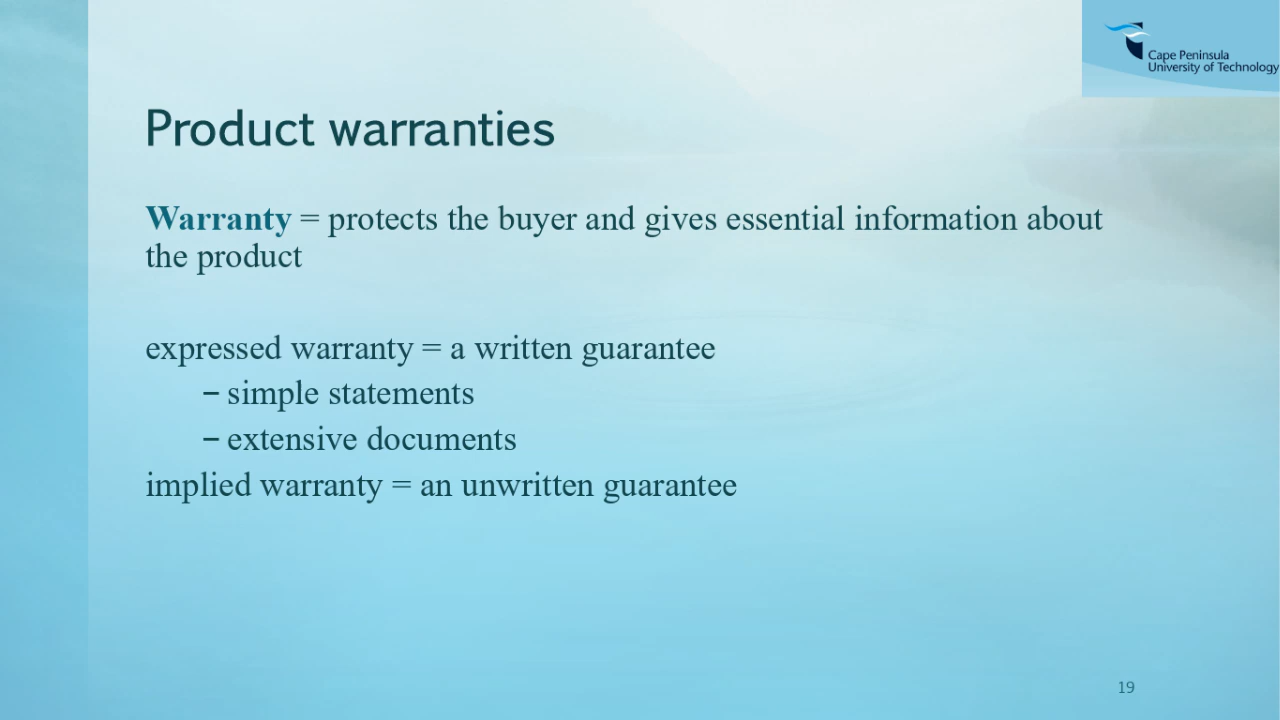 Cape Peninsula
University of Technology
Product warranties
Warranty = protects the buyer and gives essential information about
the product
expressed warranty = a written guarantee
– simple statements
– extensive documents
implied warranty = an unwritten guarantee
19